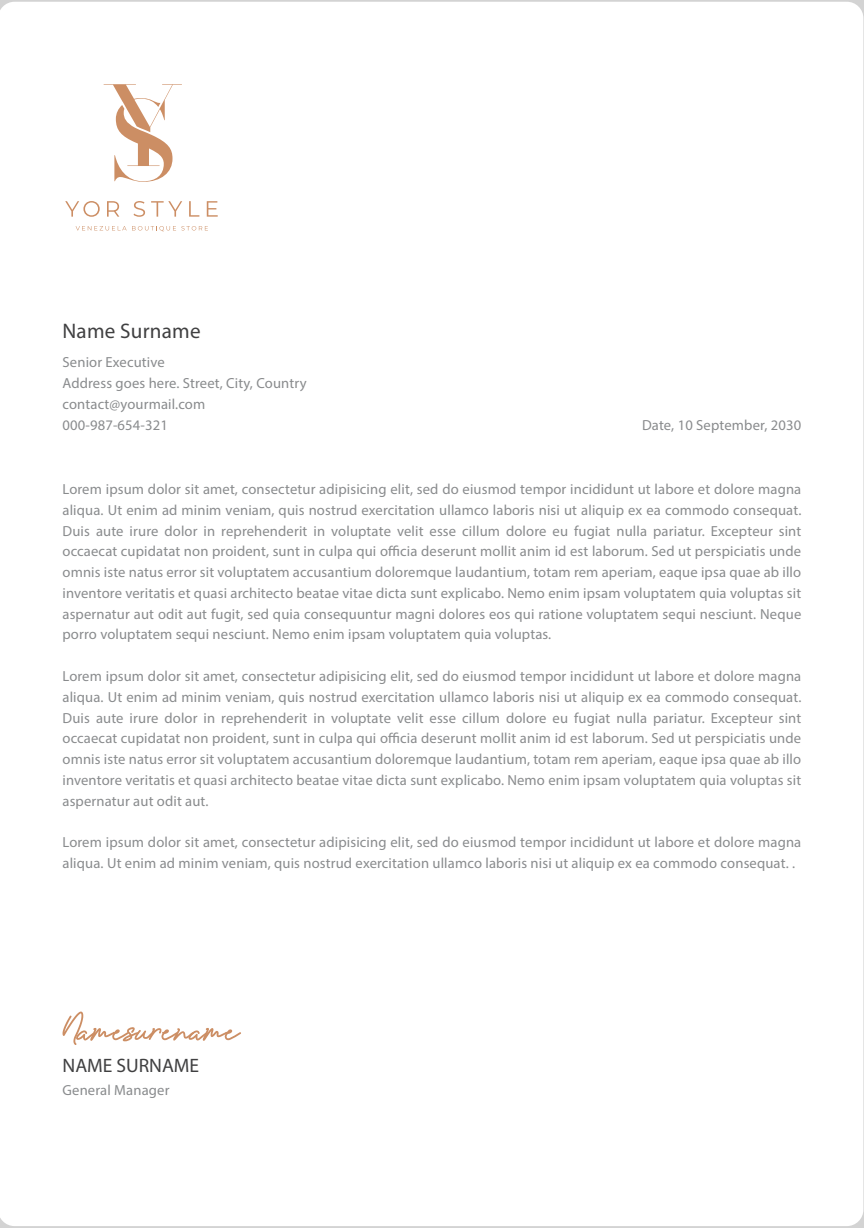 YS
YOR STYLE
VENEZUELA BOUTIQUE STORE
Name Surname
Senior Executive
Address goes here. Street, City, Country
contact@yourmail.com
000-987-654-321
Date, 10 September, 2030
Lorem ipsum dolor sit amet, consectetur adipisicing elit, sed do eiusmod tempor incididunt ut labore et dolore magna
aliqua. Ut enim ad minim veniam, quis nostrud exercitation ullamco laboris nisi ut aliquip ex ea commodo consequat.
Duis aute irure dolor in reprehenderit in voluptate velit esse cillum dolore eu fugiat nulla pariatur. Excepteur sint
occaecat cupidatat non proident, sunt in culpa qui officia deserunt mollit anim id est laborum. Sed ut perspiciatis unde
omnis iste natus error sit voluptatem accusantium doloremque laudantium, totam rem aperiam, eaque ipsa quae ab illo
inventore veritatis et quasi architecto beatae vitae dicta sunt explicabo. Nemo enim ipsam voluptatem quia voluptas sit
aspernatur aut odit aut fugit, sed quia consequuntur magni dolores eos qui ratione voluptatem sequi nesciunt. Neque
porro voluptatem sequi nesciunt. Nemo enim ipsam voluptatem quia voluptas.
Lorem ipsum dolor sit amet, consectetur adipisicing elit, sed do eiusmod tempor incididunt ut labore et dolore magna
aliqua. Ut enim ad minim veniam, quis nostrud exercitation ullamco laboris nisi ut aliquip ex ea commodo consequat.
Duis aute irure dolor in reprehenderit in voluptate velit esse cillum dolore eu fugiat nulla pariatur. Excepteur sint
occaecat cupidatat non proident, sunt in culpa qui officia deserunt mollit anim id est laborum. Sed ut perspiciatis unde
omnis iste natus error sit voluptatem accusantium doloremque laudantium, totam rem aperiam, eaque ipsa quae ab illo
inventore veritatis et quasi architecto beatae vitae dicta sunt explicabo. Nemo enim ipsam voluptatem quia voluptas sit
aspernatur aut odit aut.
Lorem ipsum dolor sit amet, consectetur adipisicing elit, sed do eiusmod tempor incididunt ut labore et dolore magna
aliqua. Ut enim ad minim veniam, quis nostrud exercitation ullamco laboris nisi ut aliquip ex ea commodo consequat. .
Namesurename
NAME SURNAME
General Manager